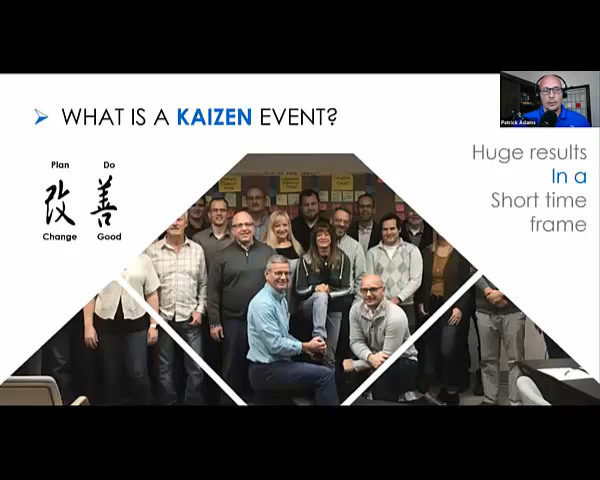 WHAT IS A KAIZEN EVENT?
Patrick Adams
Plan Do
改善
Change Good
Huge results
In a
Short time
frame